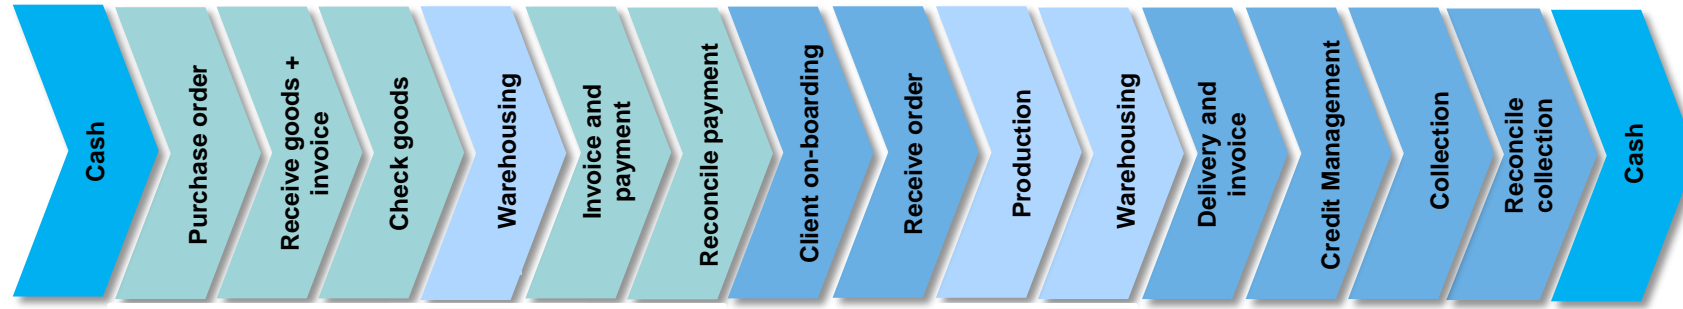 Cash
Purchase order
Receive goods +
invoice
Check goods
Warehousing
Invoice and
payment
Reconcile payment
Client on-boarding
Receive order
Production
Warehousing
Delivery and
invoice
Credit Management
Collection
Reconcile
collection
Cash